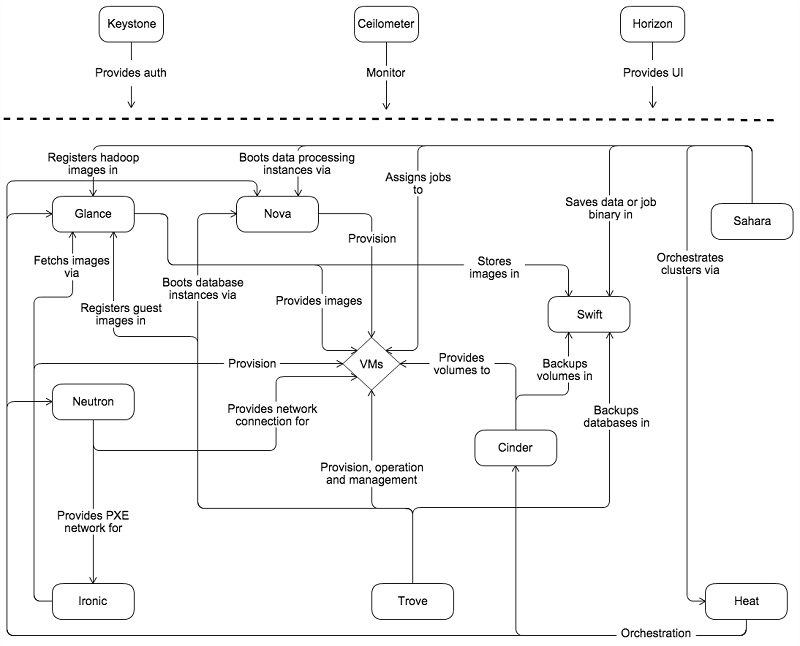 Keystone
Ceilometer
Horizon
Provides auth
Monitor
Provides UI
Registers hadoop
images in
Boots data processing
instances via
Assigns jobs
to
Saves data or job
binary in
Sahara
Glance
Nova
Provision
Fetchs images
via
Stores
images in
Orchestrates
clusters via
Boots database
instances via
Registers guest
images in
Provides images
Swift
Provision
VMs
Provides
volumes to
Backups
volumes in
Neutron
Provides network
connection for
Backups
databases in
Cinder
Provision, operation
and management
Provides PXE
network for
Ironic
Trove
Heat
Orchestration